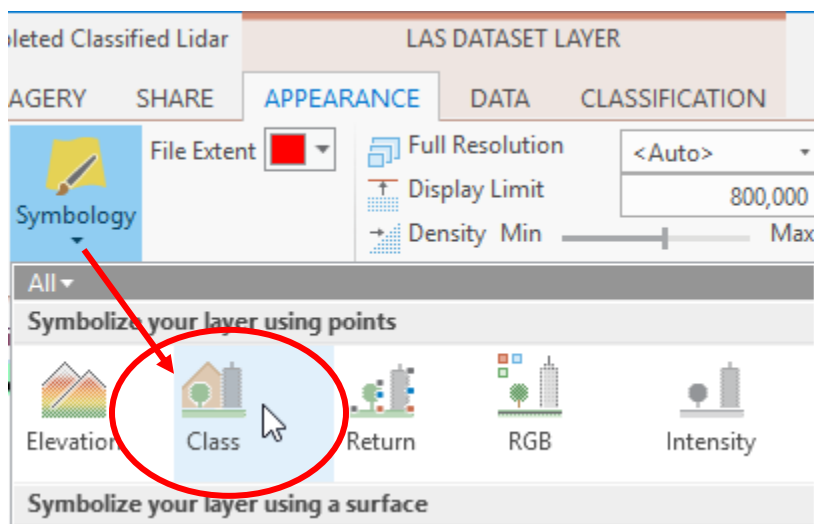 pleted Classified Lidar LAS DATASET LAYER
AGERY SHARE APPEARANCE DATA CLASSIFICATION
File Extent Full Resolution <Auto>
Display Limit 800,000
Symbology
Density Min Max
All
Symbolize your layer using points
Elevation Class Return RGB Intensity
Symbolize your layer using a surface